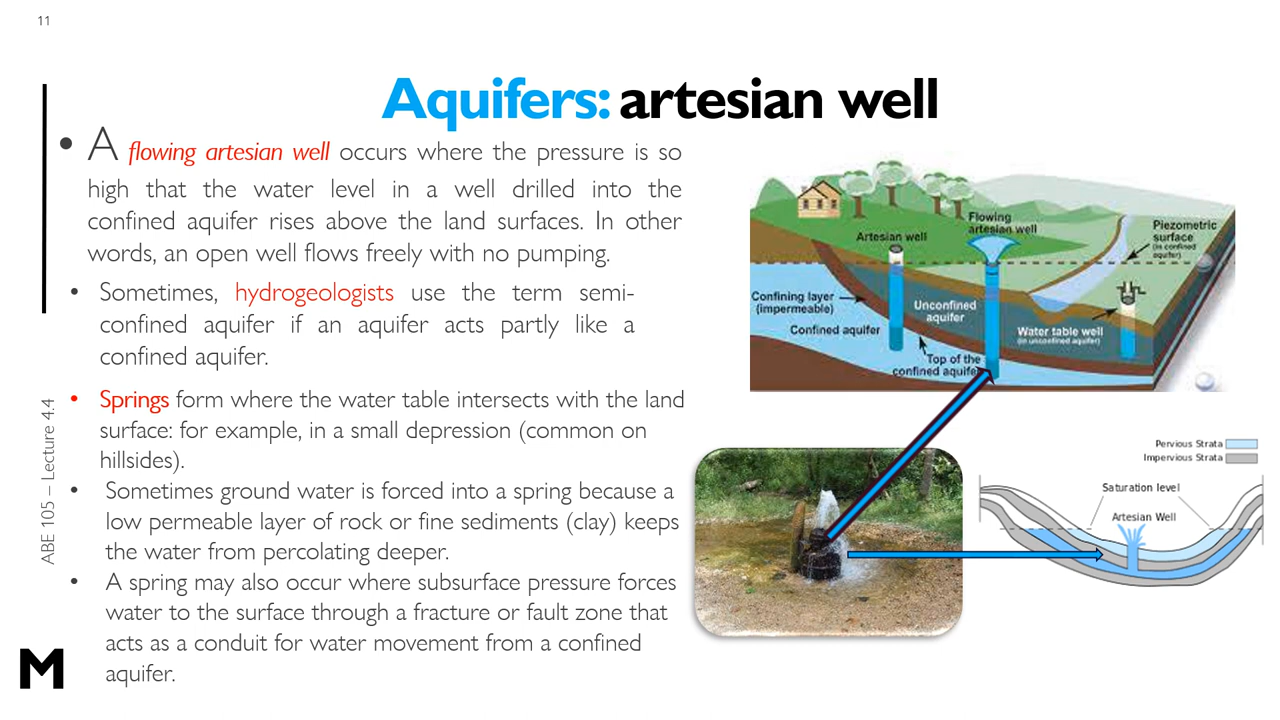 11
Aquifers: artesian well
• A flowing artesian well occurs where the pressure is so
high that the water level in a well drilled into the
confined aquifer rises above the land surfaces. In other
words, an open well flows freely with no pumping.
• Sometimes, hydrogeologists use the term semi-
confined aquifer if an aquifer acts partly like a
confined aquifer.
• Springs form where the water table intersects with the land
surface: for example, in a small depression (common on
hillsides).
• Sometimes ground water is forced into a spring because a
low permeable layer of rock or fine sediments (clay) keeps
the water from percolating deeper.
• A spring may also occur where subsurface pressure forces
water to the surface through a fracture or fault zone that
acts as a conduit for water movement from a confined
aquifer.
ABE 105 – Lecture 4.4
M
Artesian well
Flowing
artesian well
Piezometric
surface
(in confined
aquifer)
Confining layer
(impermeable)
Unconfined
aquifer
Confined aquifer
Water table well
(in unconfined aquifer)
Top of the
confined aquifer
Pervious Strata
Impervious Strata
Saturation level
Artesian Well